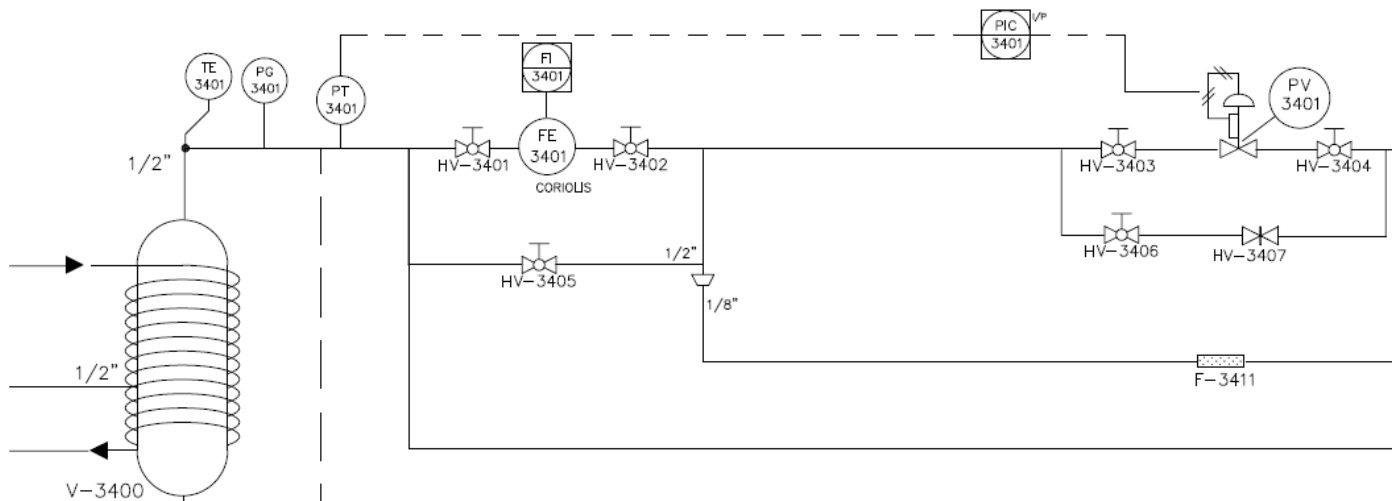 PIC
3401
I/P
TE
3401
PG
3401
PT
3401
FI
3401
PV
3401
FE
3401
1/2"
HV-3401
HV-3402
HV-3403
HV-3404
CORIOLIS
1/2"
HV-3405
HV-3406
HV-3407
1/8"
1/2"
F-3411
V-3400